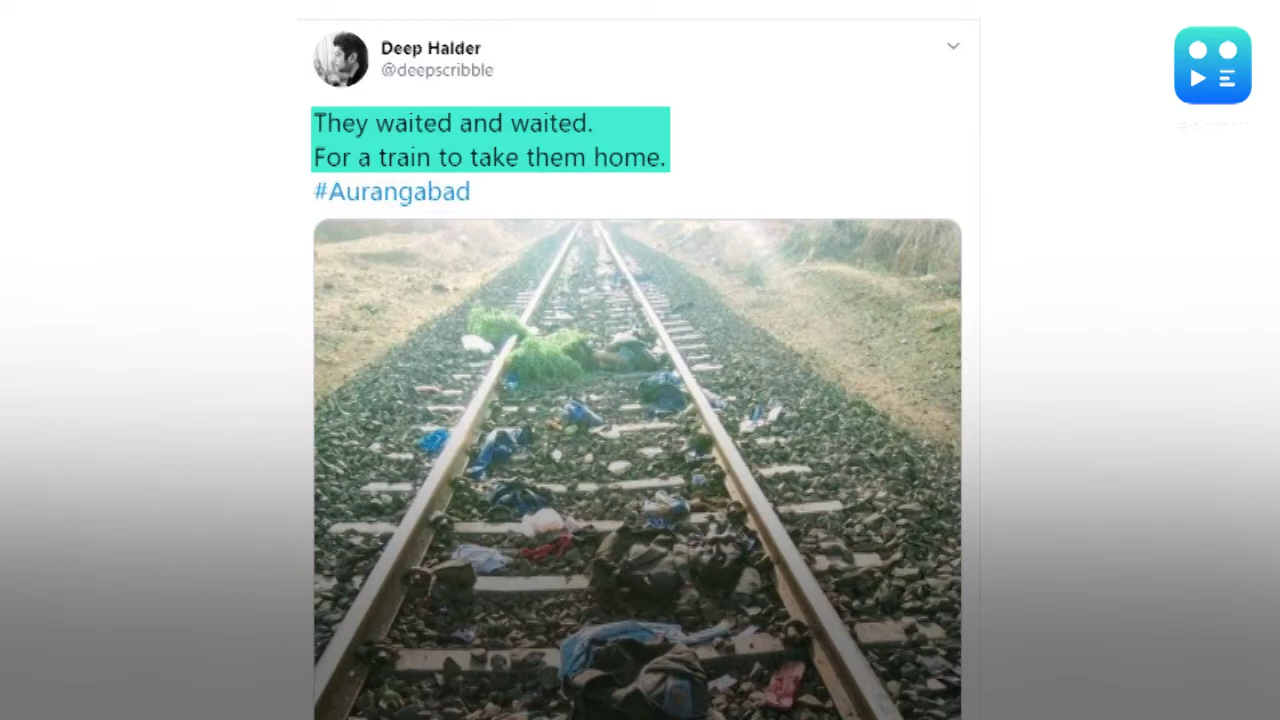 Deep Halder
@deepscribble
They waited and waited.
For a train to take them home.
#Aurangabad